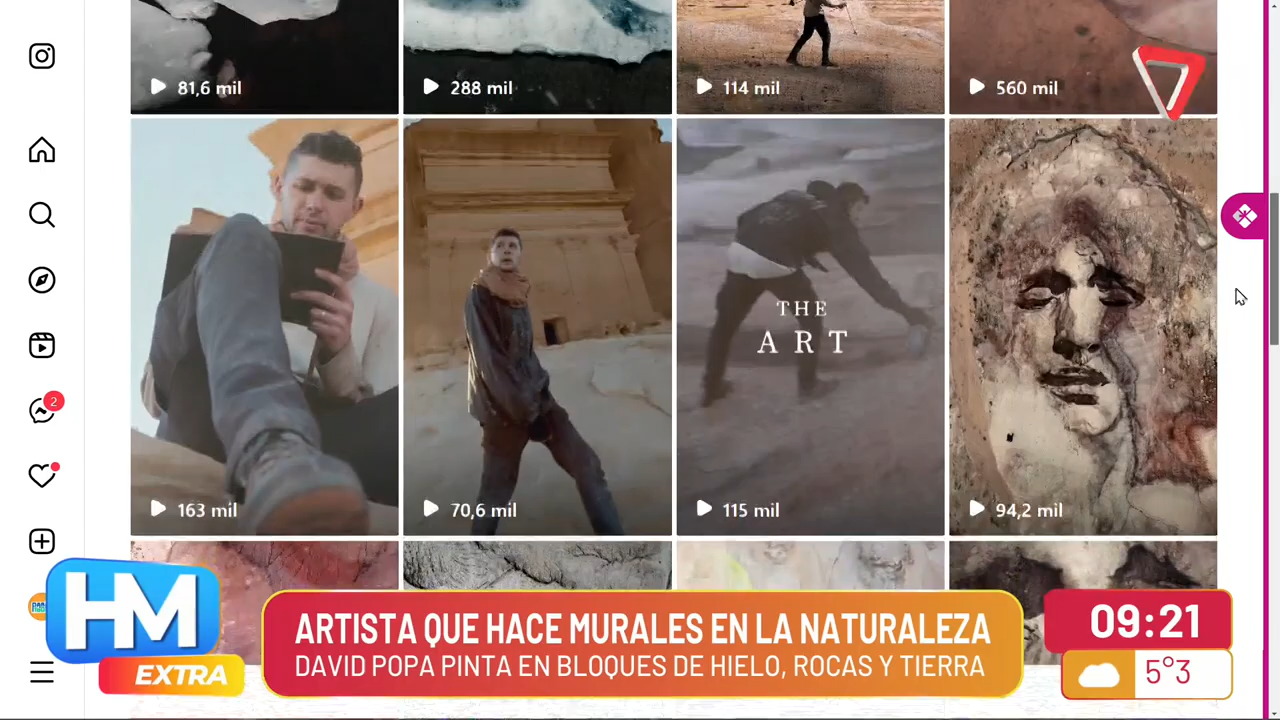 81,6 mil
288 mil
114 mil
560 mil
THE
ART
163 mil
70,6 mil
115 mil
94,2 mil
2
HM
EXTRA
ARTISTA QUE HACE MURALES EN LA NATURALEZA
DAVID POPA PINTA EN BLOQUES DE HIELO, ROCAS Y TIERRA
09:21
5°3